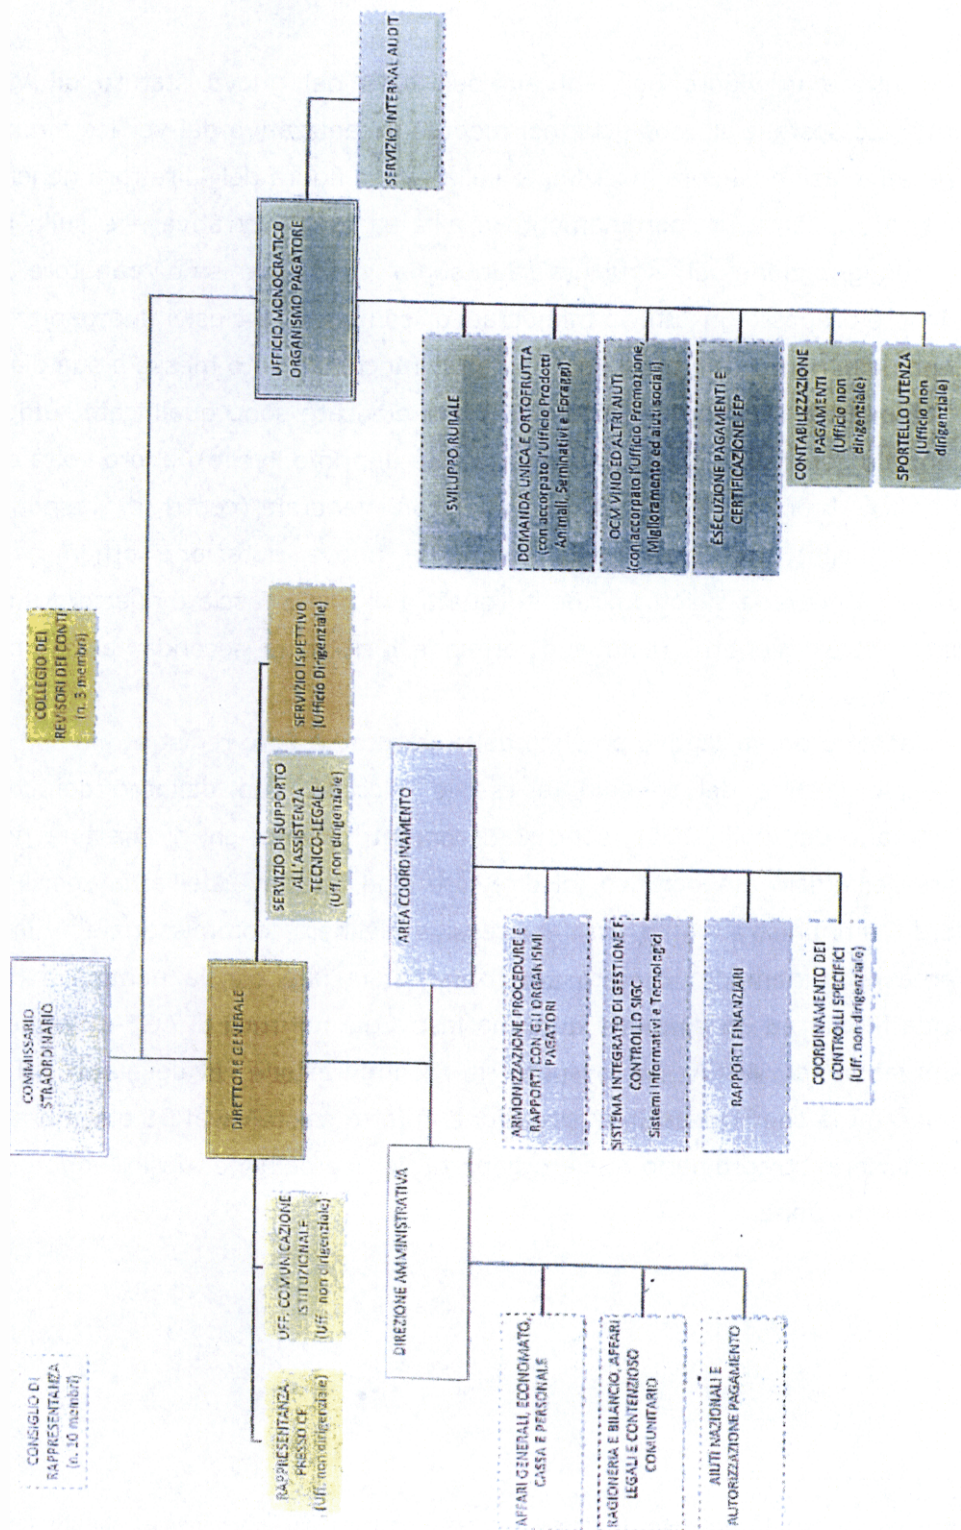 CONSIGLIO DI
RAPPRESENTANZA
(n. 10 membri)
COMMISSARIO
STRAORDINARIO
COLLEGIO DEI
REVISORI DEI CONTI
(n. 3 membri)
DIRETTORE GENERALE
UFFICIO MONOCRATICO
ORGANISMO PAGATORE
SERVIZIO INTERNAL AUDIT
RAPPRESENTANZA
PRESSO CE
(Uff. non dirigenziale)
UFF. COMUNICAZIONE
ISTITUZIONALE
(Uff. non dirigenziale)
SERVIZIO DI SUPPORTO
ALL'ASSISTENZA
TECNICO-LEGALE
(Uff. non dirigenziale)
SERVIZIO ISPETTIVO
(Ufficio Dirigenziale)
DIREZIONE AMMINISTRATIVA
AREA COORDINAMENTO
AFFARI GENERALI, ECONOMATO,
CASSA E PERSONALE
RAGIONERIA E BILANCIO, AFFARI
LEGALI E CONTENZIOSO
COMUNITARIO
AIUTI NAZIONALI E
AUTORIZZAZIONE PAGAMENTO
ARMONIZZAZIONE PROCEDURE E
RAPPORTI CON GLI ORGANISMI
PAGATORI
SISTEMA INTEGRATO DI GESTIONE E
CONTROLLO SIGC
Sistemi Informativi e Tecnologici
RAPPORTI FINANZIARI
COORDINAMENTO DEI
CONTROLLI SPECIFICI
(Uff. non dirigenziale)
SVILUPPO RURALE
DOMANDA UNICA E ORTOFRUTTA
(con accorpato l'Ufficio Prodotti
Animali, Seminativi e Foraggi)
OCM VINO ED ALTRI AIUTI
(con accorpato l'Ufficio Promozione,
Miglioramento ed aiuti sociali)
ESECUZIONE PAGAMENTI E
CERTIFICAZIONE FEP
CONTABILIZZAZIONE
PAGAMENTI
(Ufficio non
dirigenziale)
SPORTELLO UTENZA
(Ufficio non
dirigenziale)